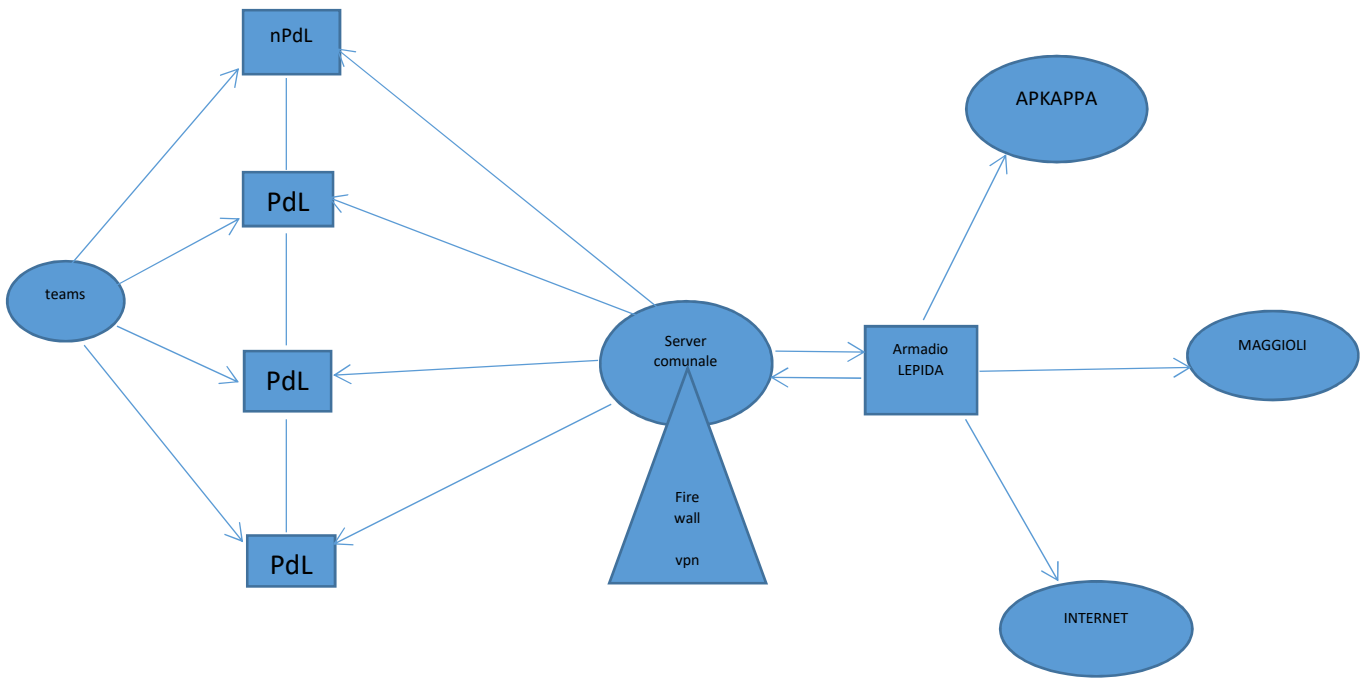 nPdL
APKAPPA
PdL
teams
Server
comunale
Armadio
LEPIDA
MAGGIOLI
PdL
Fire
wall
vpn
PdL
INTERNET